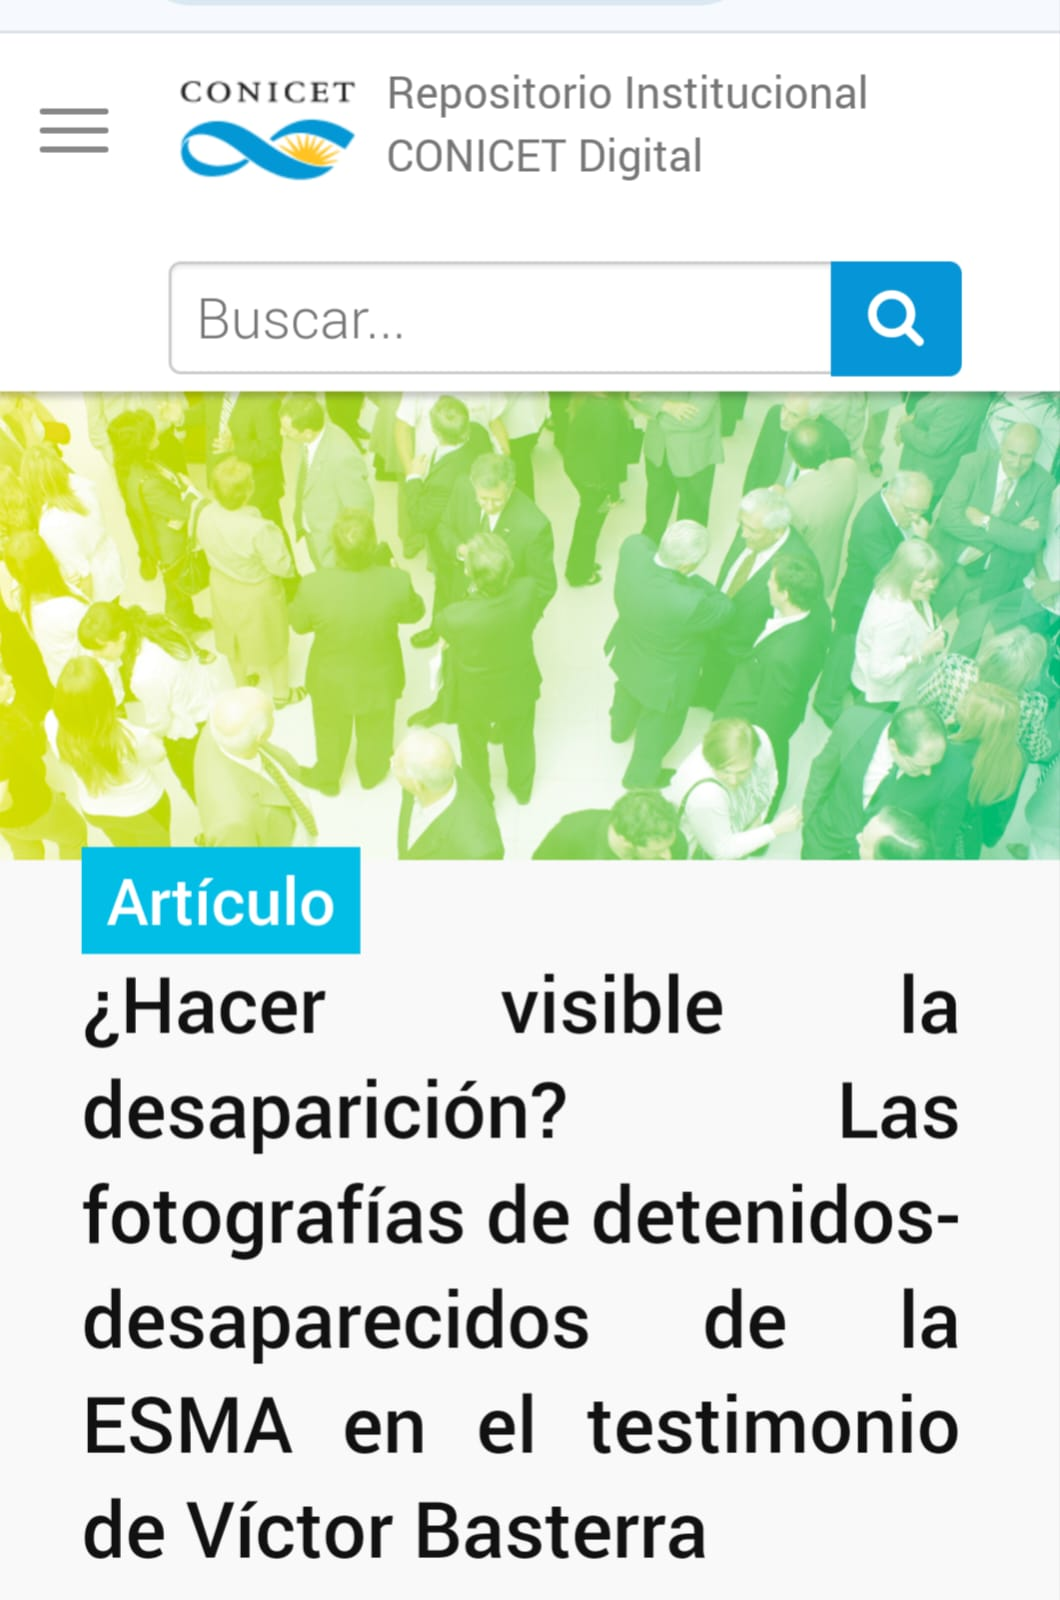 CONICET
Repositorio Institucional
CONICET Digital
Buscar...
Artículo
¿Hacer visible la
desaparición? Las
fotografías de detenidos-
desaparecidos de la
ESMA en el testimonio
de Víctor Basterra